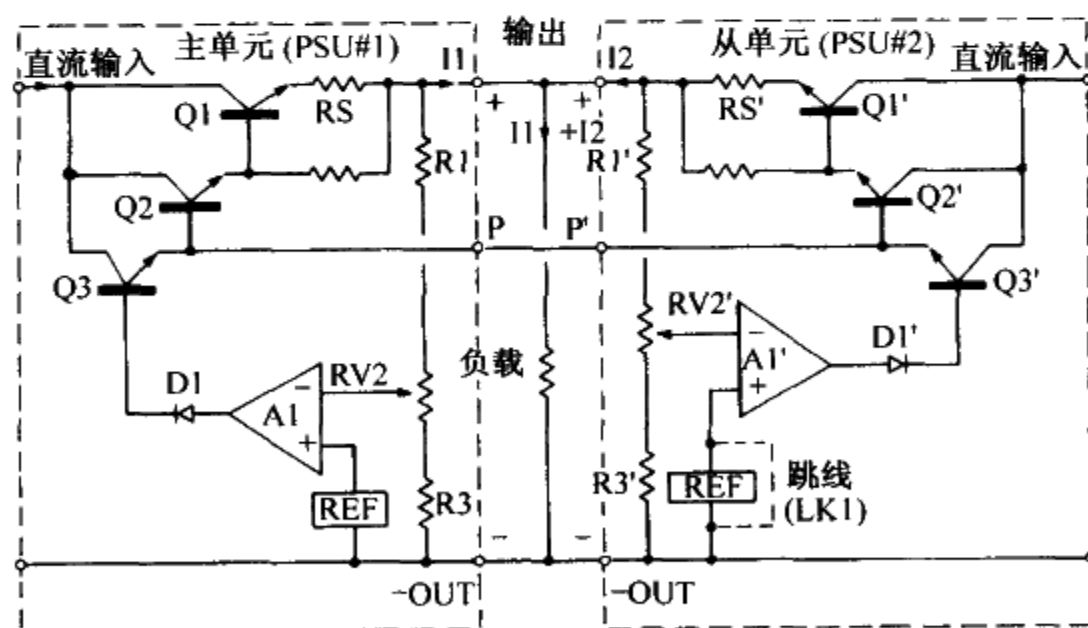 主单元 (PSU#1)
输出
从单元 (PSU#2)
直流输入
I1
I2
直流输入
Q1
RS
+
+
RS'
Q1'
I1
+I2
R1
R1'
Q2
P
P'
Q2'
Q3
Q3'
RV2'
−
A1'
+
D1'
D1
A1
−
+
RV2
负载
REF
R3
R3'
REF
跳线
(LK1)
−
−
−OUT
−OUT